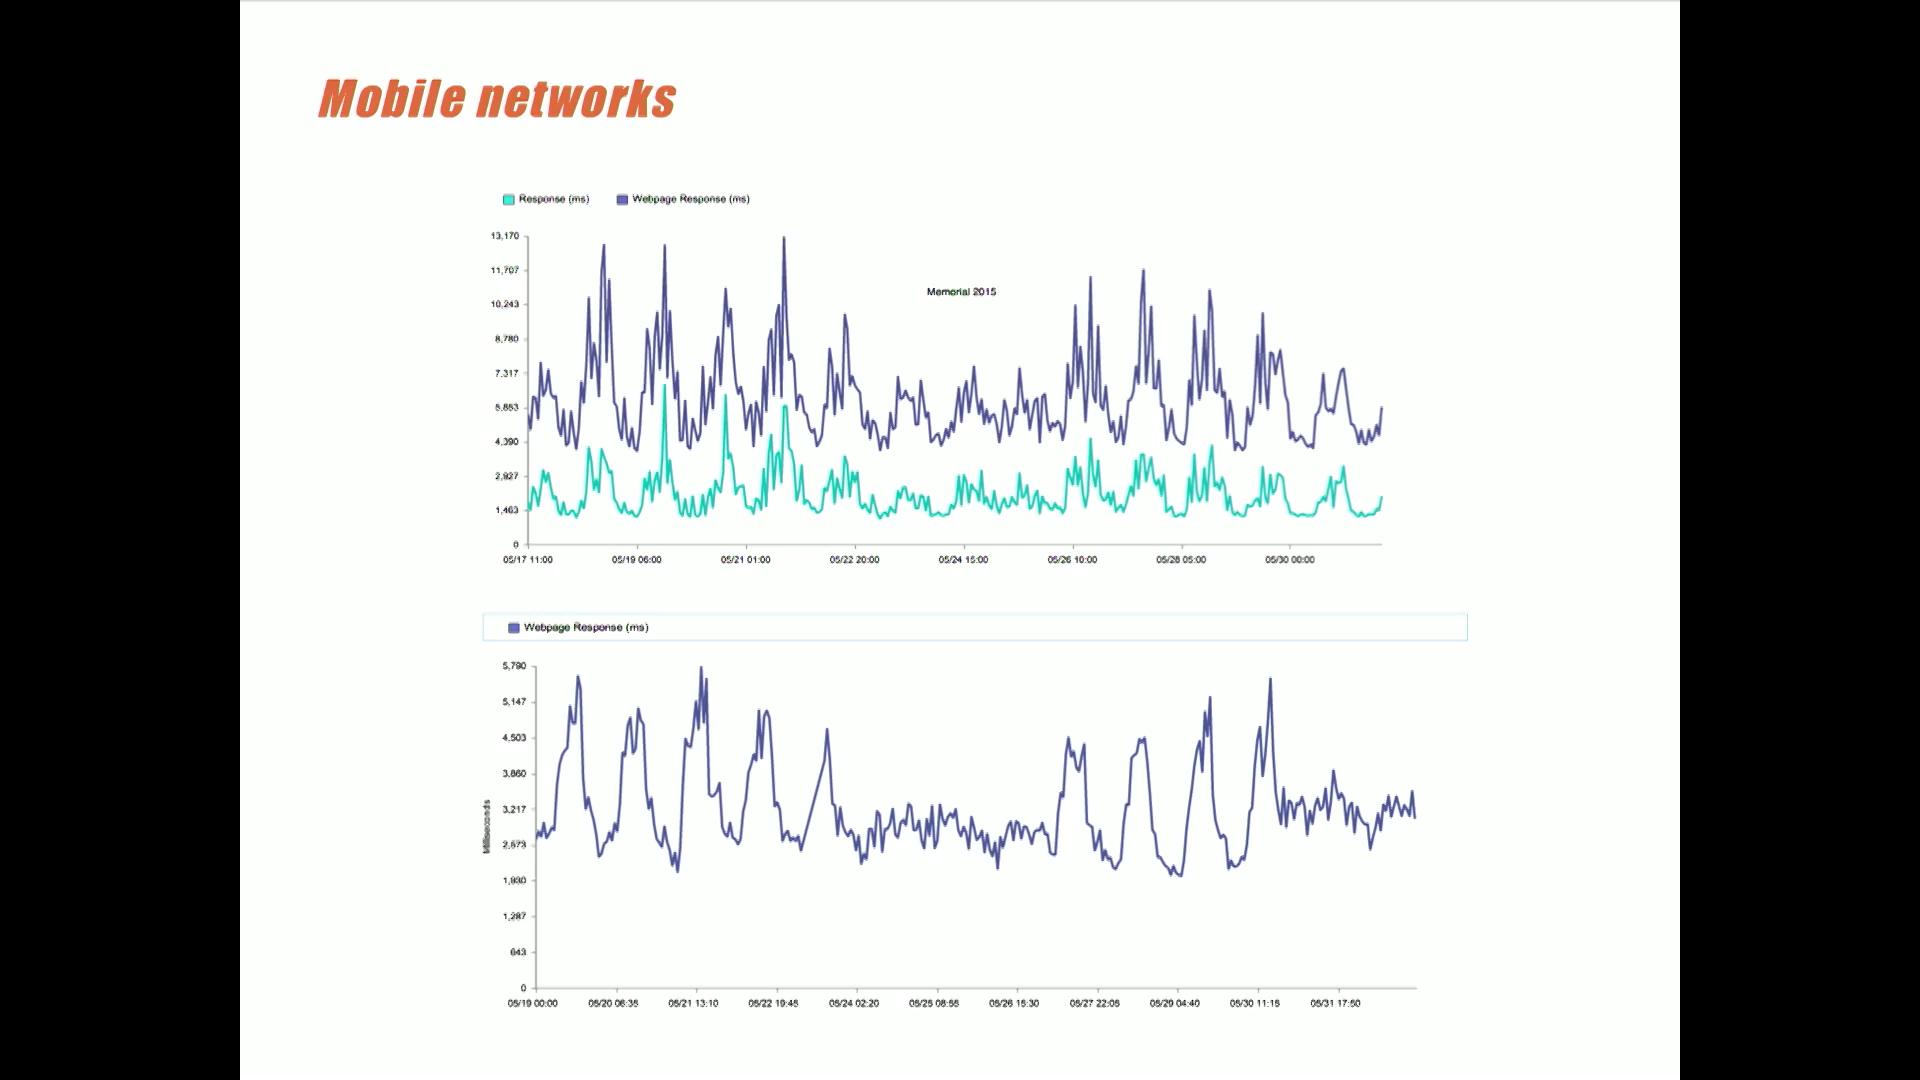 Mobile networks
Response (ms) Webpage Response (ms)
13,170
11,707
10,243
8,780
7,317
5,853
4,390
2,927
1,463
0
Memorial 2015
05/17 11:00 05/19 06:00 05/21 01:00 05/22 20:00 05/24 15:00 05/26 10:00 05/28 05:00 05/30 00:00
Webpage Response (ms)
5,790
5,147
4,503
3,860
3,217
2,573
1,930
1,287
643
0
Milliseconds
05/19 00:00 05/20 06:35 05/21 13:10 05/22 19:45 05/24 02:20 05/25 08:55 05/26 15:30 05/27 22:05 05/29 04:40 05/30 11:15 05/31 17:50